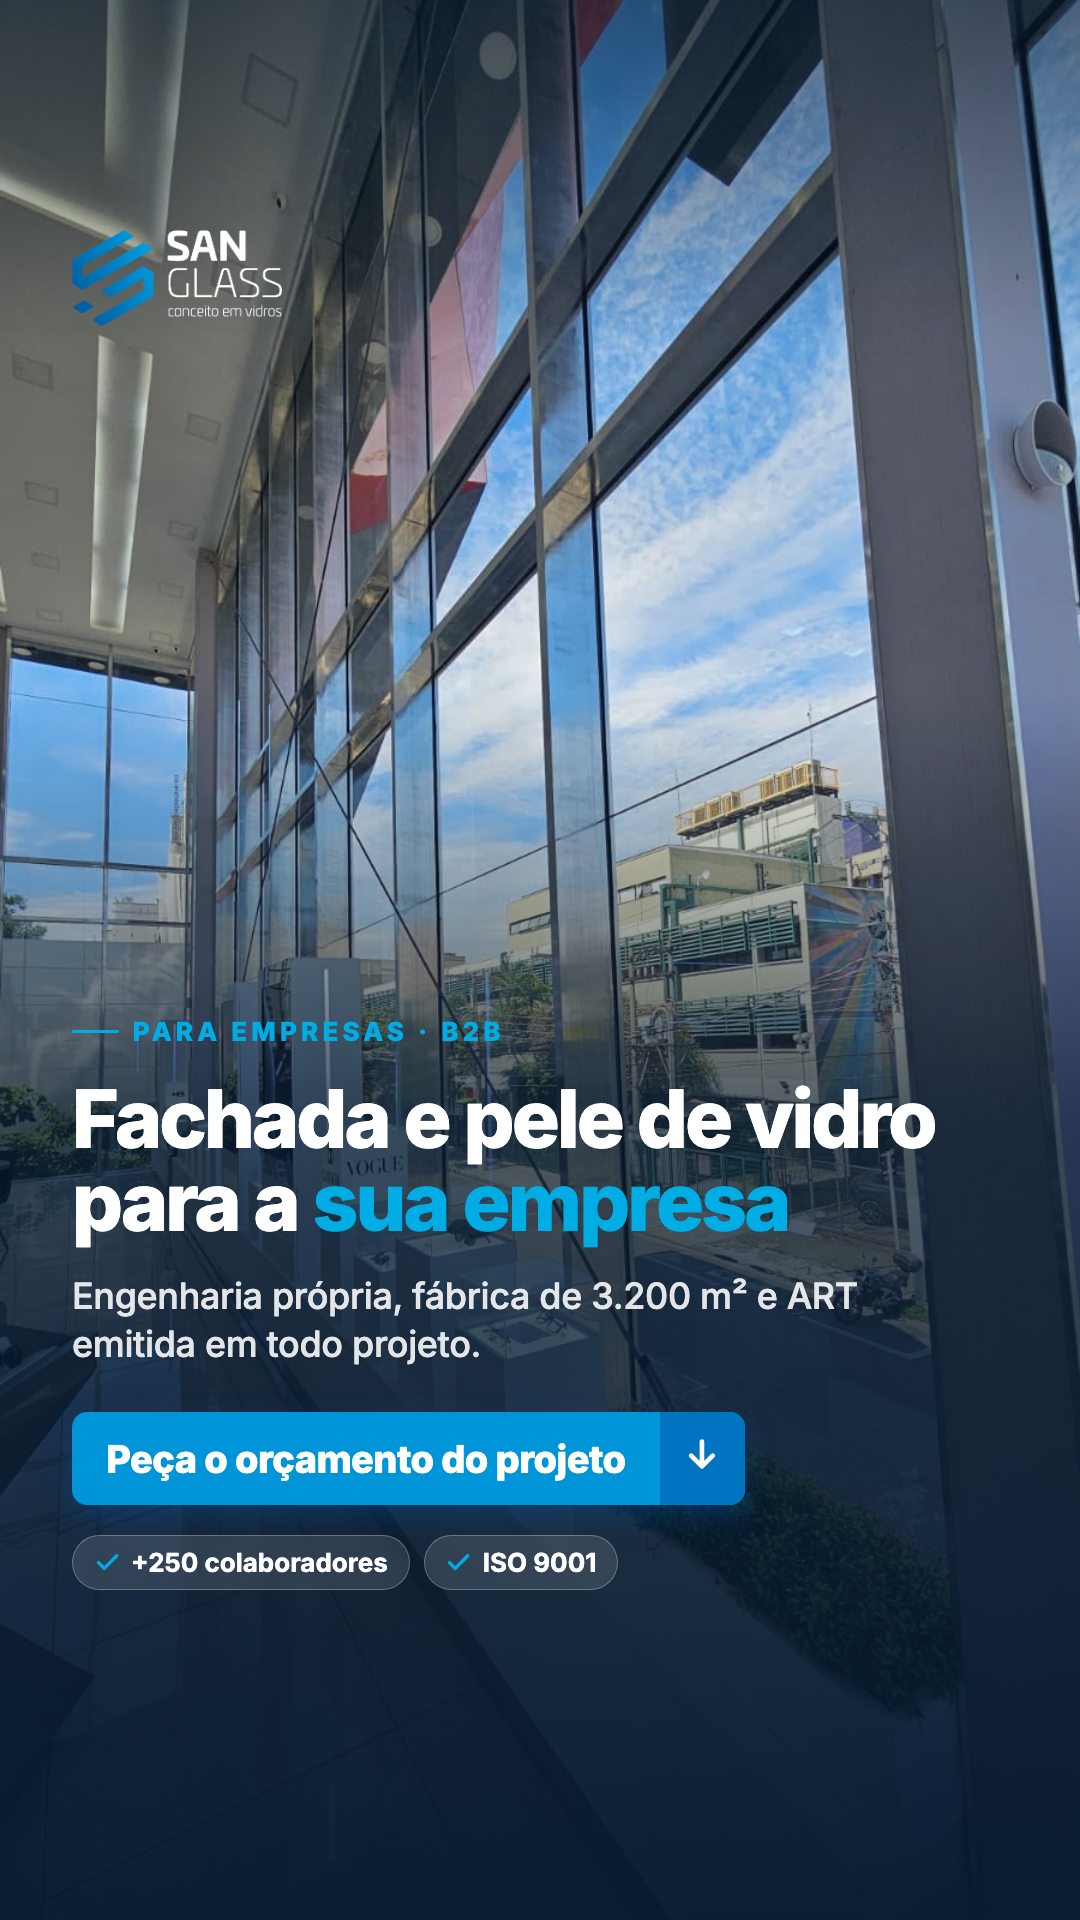 SAN
GLASS
conceito em vidros
PARA EMPRESAS · B2B
Fachada e pele de vidro
para a sua empresa
VOGUE
Engenharia própria, fábrica de 3.200 m² e ART
emitida em todo projeto.
Peça o orçamento do projeto
+250 colaboradores
ISO 9001